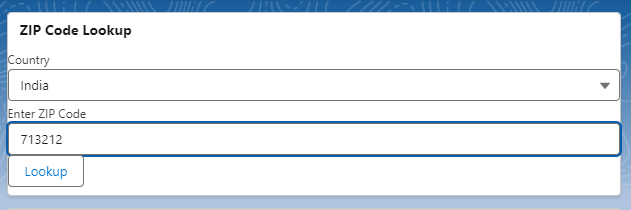 ZIP Code Lookup
Country
India
Enter ZIP Code
713212
Lookup